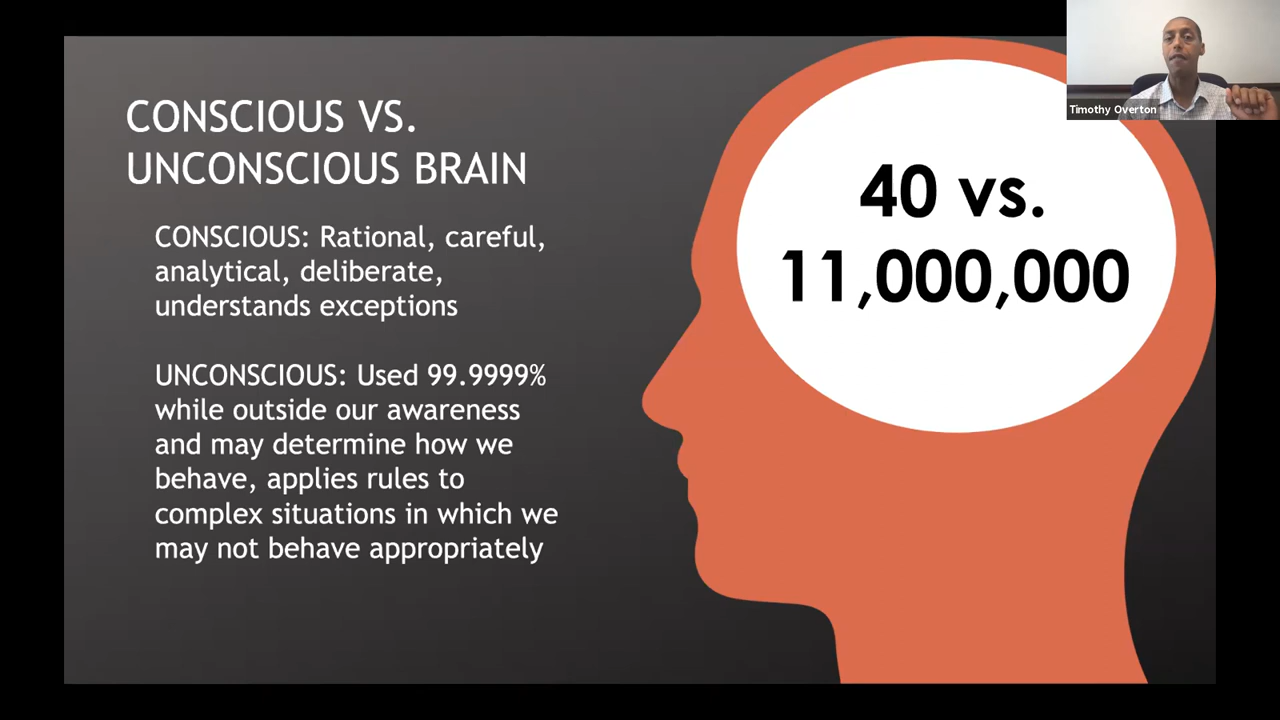 CONSCIOUS VS.
UNCONSCIOUS BRAIN
CONSCIOUS: Rational, careful,
analytical, deliberate,
understands exceptions
UNCONSCIOUS: Used 99.9999%
while outside our awareness
and may determine how we
behave, applies rules to
complex situations in which we
may not behave appropriately
40 vs.
11,000,000
Timothy Overton